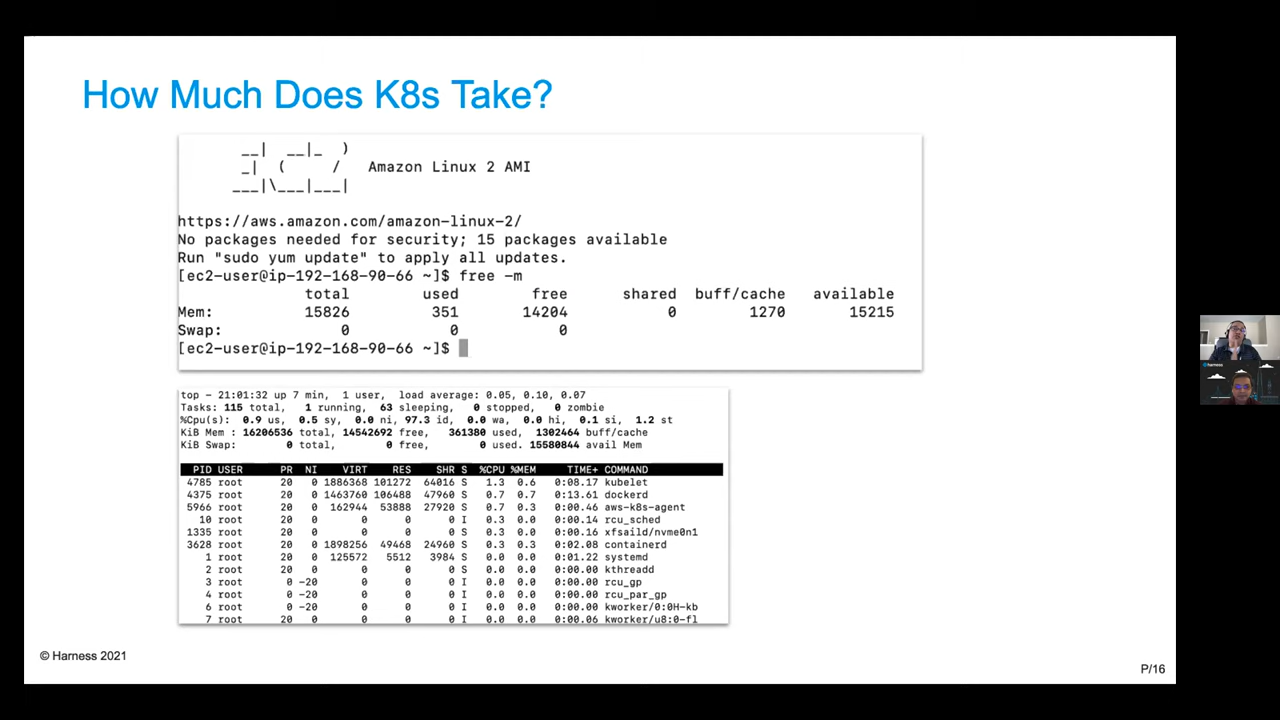 How Much Does K8s Take?
__|  __|_  )
_|  (     /   Amazon Linux 2 AMI
___|\___|___|
https://aws.amazon.com/amazon-linux-2/
No packages needed for security; 15 packages available
Run "sudo yum update" to apply all updates.
[ec2-user@ip-192-168-90-66 ~]$ free -m
total used free shared buff/cache available
Mem: 15826 351 14204 0 1270 15215
Swap: 0 0 0
[ec2-user@ip-192-168-90-66 ~]$
top - 21:01:32 up 7 min, 1 user, load average: 0.05, 0.10, 0.07
Tasks: 115 total, 1 running, 63 sleeping, 0 stopped, 0 zombie
%Cpu(s): 0.9 us, 0.5 sy, 0.0 ni, 97.3 id, 0.0 wa, 0.0 hi, 0.1 si, 1.2 st
KiB Mem : 16206536 total, 14542692 free, 361380 used, 1302464 buff/cache
KiB Swap: 0 total, 0 free, 0 used. 15580844 avail Mem
PID USER PR NI VIRT RES SHR S %CPU %MEM TIME+ COMMAND
4785 root 20 0 1886368 101272 64016 S 1.3 0.6 0:08.17 kubelet
4375 root 20 0 1463760 106488 47960 S 0.7 0.7 0:13.61 dockerd
5966 root 20 0 162944 53888 27920 S 0.7 0.3 0:00.46 aws-k8s-agent
10 root 20 0 0 0 0 I 0.3 0.0 0:00.14 rcu_sched
1335 root 20 0 0 0 0 S 0.3 0.0 0:00.16 xfsaild/nvme0n1
3628 root 20 0 1898256 49468 24960 S 0.3 0.3 0:02.08 containerd
1 root 20 0 125572 5512 3984 S 0.0 0.0 0:01.22 systemd
2 root 20 0 0 0 0 S 0.0 0.0 0:00.00 kthreadd
3 root 0 -20 0 0 0 I 0.0 0.0 0:00.00 rcu_gp
4 root 0 -20 0 0 0 I 0.0 0.0 0:00.00 rcu_par_gp
6 root 0 -20 0 0 0 I 0.0 0.0 0:00.00 kworker/0:0H-kb
7 root 20 0 0 0 0 I 0.0 0.0 0:00.06 kworker/u8:0-fl
© Harness 2021
P/16
harness